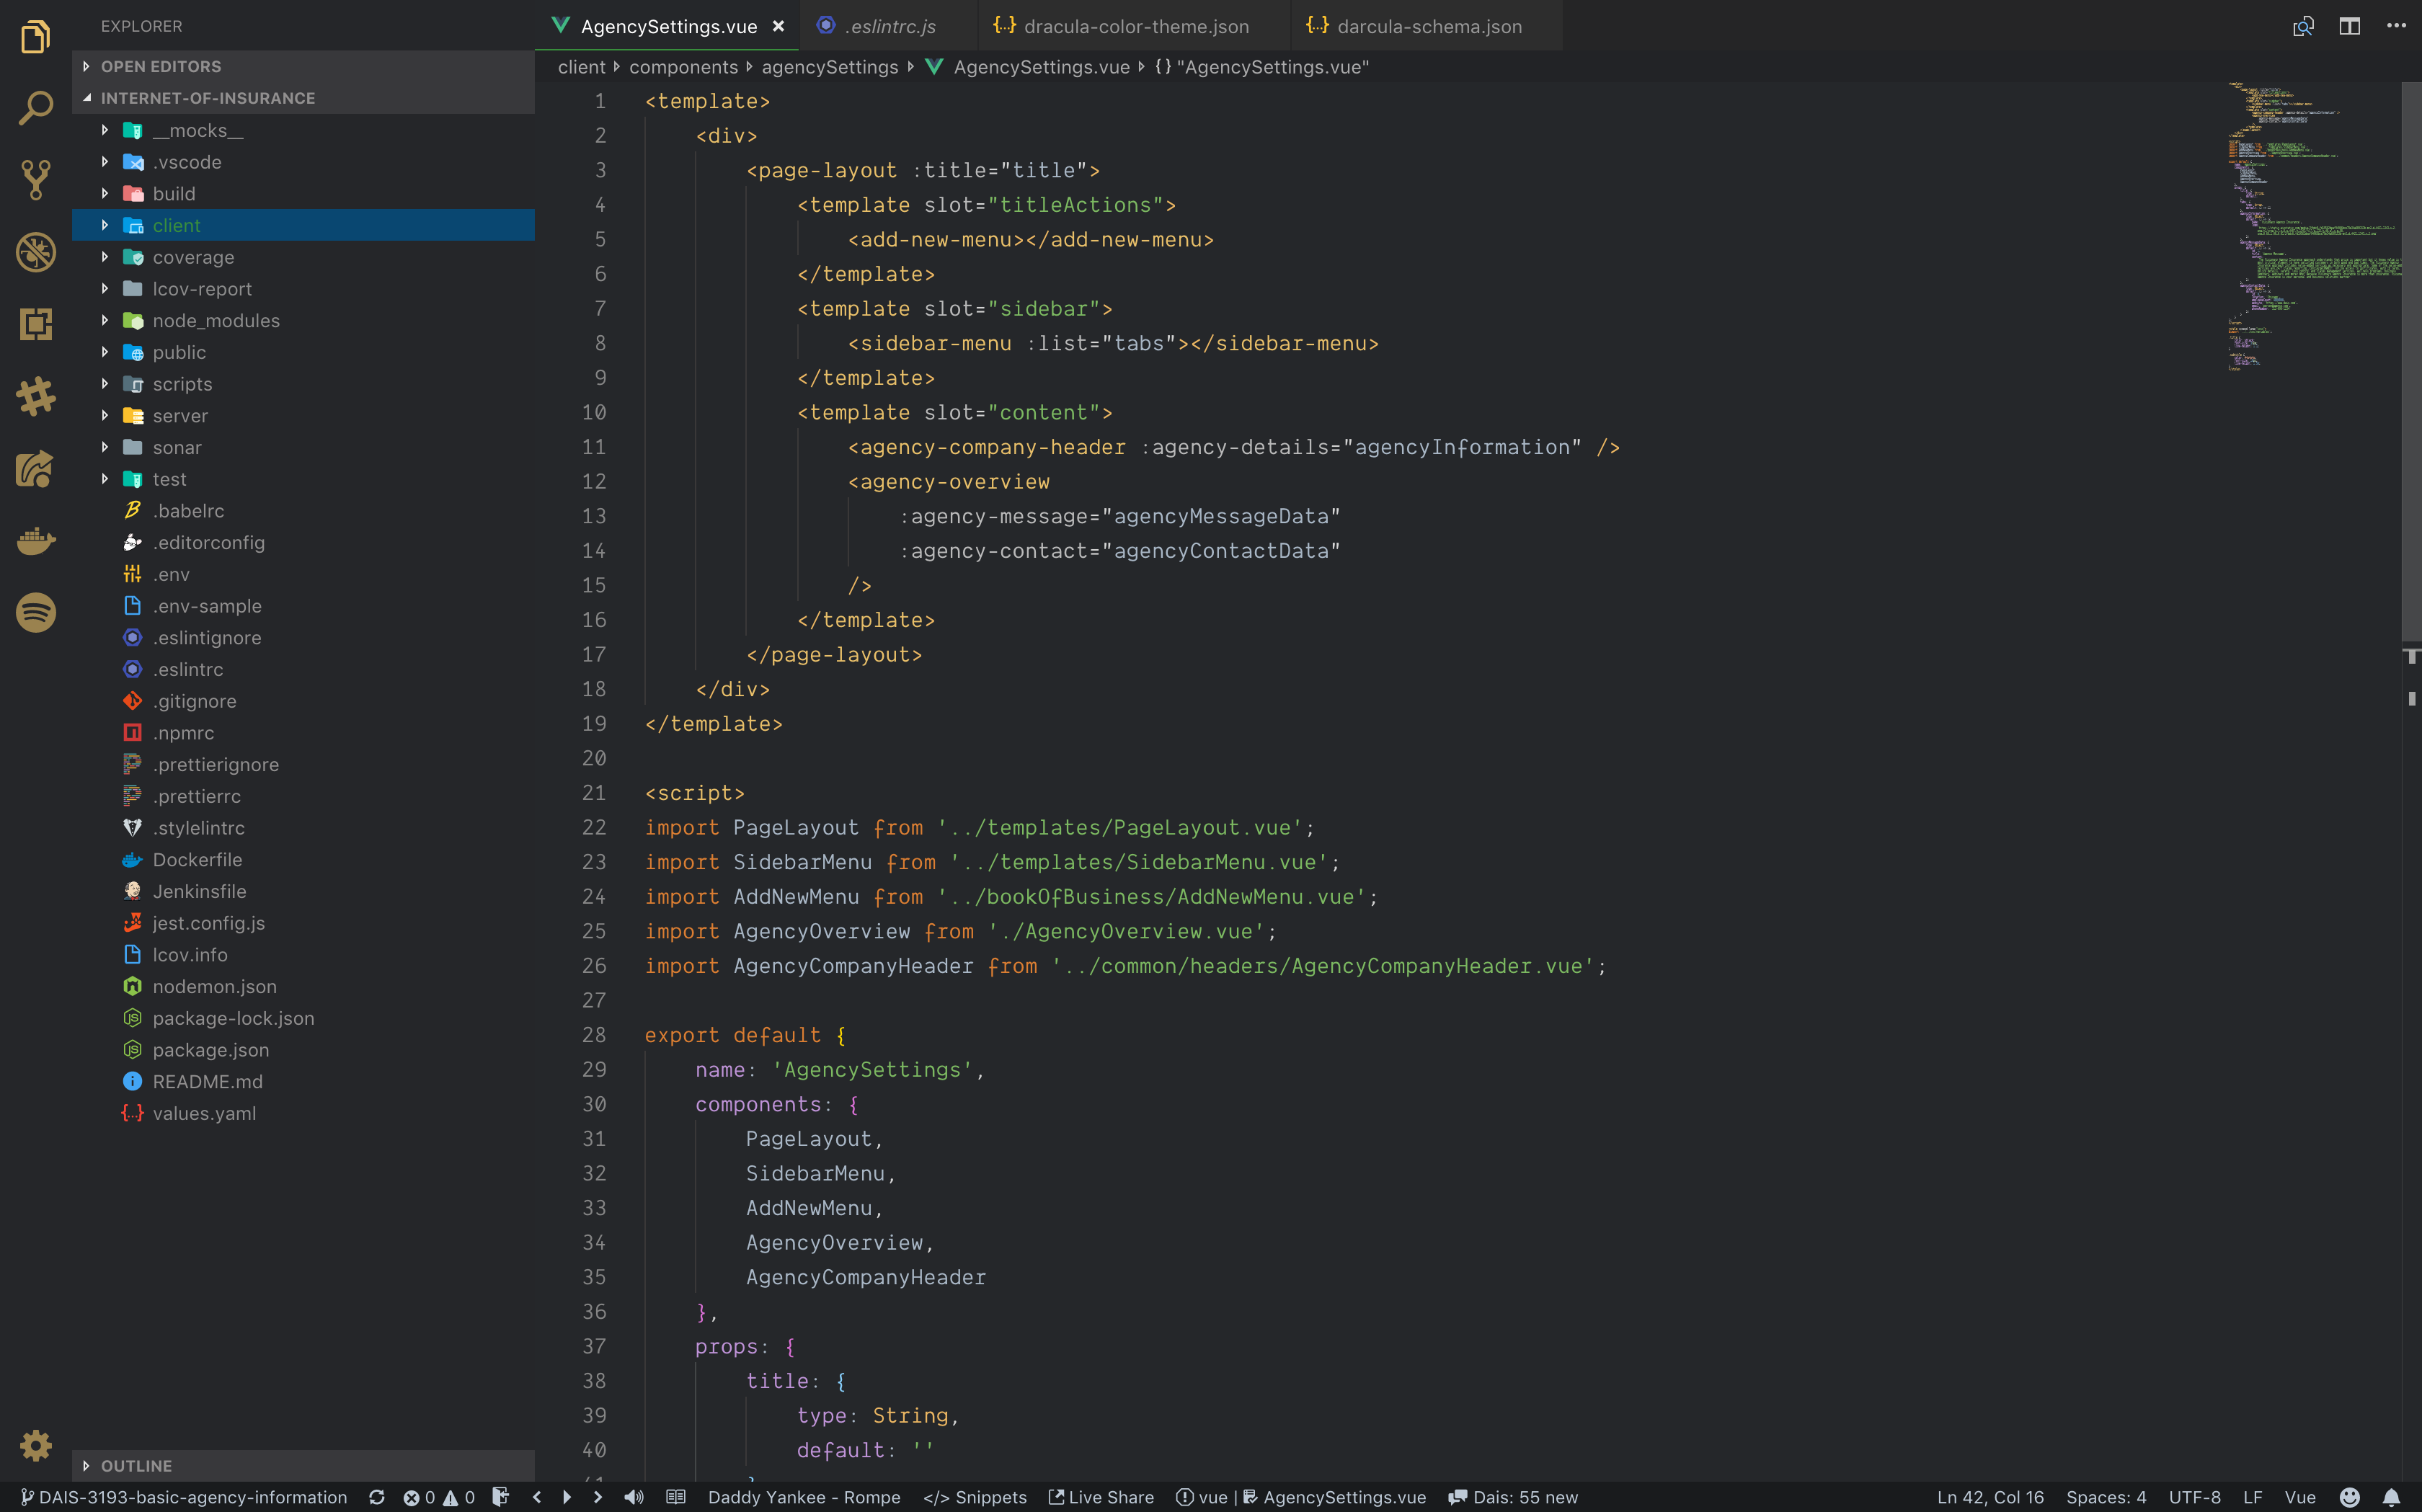 EXPLORER
OPEN EDITORS
INTERNET-OF-INSURANCE
__mocks__
.vscode
build
client
coverage
lcov-report
node_modules
public
scripts
server
sonar
test
.babelrc
.editorconfig
.env
.env-sample
.eslintignore
.eslintrc
.gitignore
.npmrc
.prettierignore
.prettierrc
.stylelintrc
Dockerfile
Jenkinsfile
jest.config.js
lcov.info
nodemon.json
package-lock.json
package.json
README.md
values.yaml
OUTLINE
AgencySettings.vue .eslintrc.js {...} dracula-color-theme.json {...} darcula-schema.json
client components agencySettings AgencySettings.vue {} "AgencySettings.vue"
1 <template>
2 <div>
3 <page-layout :title="title">
4 <template slot="titleActions">
5 <add-new-menu></add-new-menu>
6 </template>
7 <template slot="sidebar">
8 <sidebar-menu :list="tabs"></sidebar-menu>
9 </template>
10 <template slot="content">
11 <agency-company-header :agency-details="agencyInformation" />
12 <agency-overview
13 :agency-message="agencyMessageData"
14 :agency-contact="agencyContactData"
15 />
16 </template>
17 </page-layout>
18 </div>
19 </template>
20
21 <script>
22 import PageLayout from '../templates/PageLayout.vue';
23 import SidebarMenu from '../templates/SidebarMenu.vue';
24 import AddNewMenu from '../bookOfBusiness/AddNewMenu.vue';
25 import AgencyOverview from './AgencyOverview.vue';
26 import AgencyCompanyHeader from '../common/headers/AgencyCompanyHeader.vue';
27
28 export default {
29 name: 'AgencySettings',
30 components: {
31 PageLayout,
32 SidebarMenu,
33 AddNewMenu,
34 AgencyOverview,
35 AgencyCompanyHeader
36 },
37 props: {
38 title: {
39 type: String,
40 default: ''
DAIS-3193-basic-agency-information 0 0 Daddy Yankee - Rompe </> Snippets Live Share vue | AgencySettings.vue Dais: 55 new Ln 42, Col 16 Spaces: 4 UTF-8 LF Vue